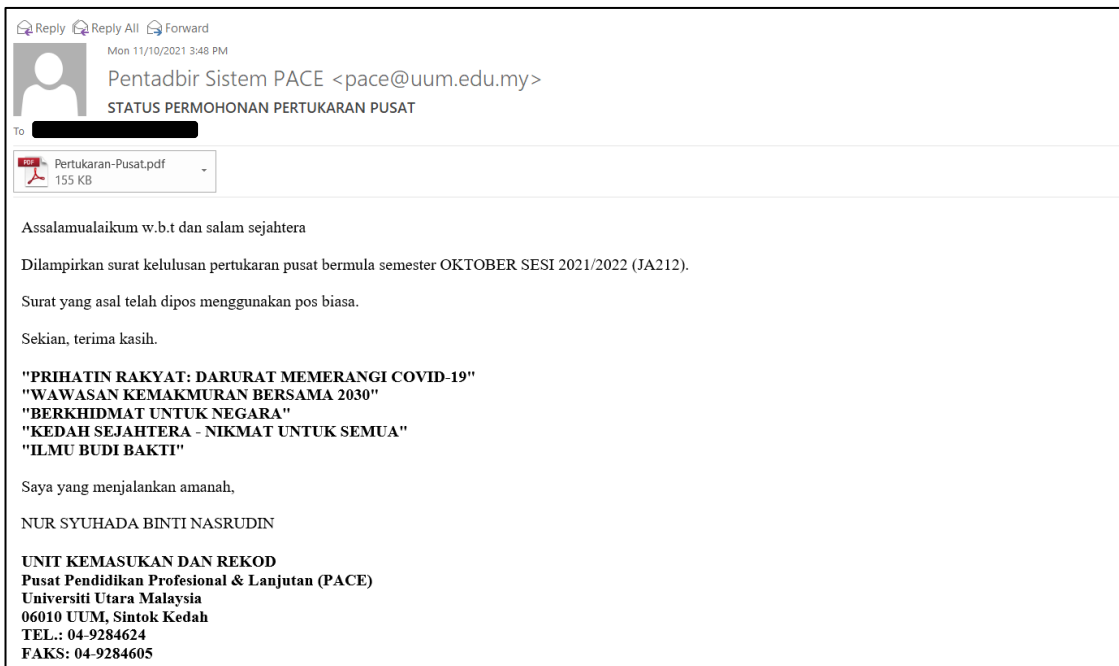 Reply Reply All Forward
Mon 11/10/2021 3:48 PM
Pentadbir Sistem PACE <pace@uum.edu.my>
STATUS PERMOHONAN PERTUKARAN PUSAT
To
PDF
Pertukaran-Pusat.pdf
155 KB
Assalamualaikum w.b.t dan salam sejahtera
Dilampirkan surat kelulusan pertukaran pusat bermula semester OKTOBER SESI 2021/2022 (JA212).
Surat yang asal telah dipos menggunakan pos biasa.
Sekian, terima kasih.
"PRIHATIN RAKYAT: DARURAT MEMERANGI COVID-19"
"WAWASAN KEMAKMURAN BERSAMA 2030"
"BERKHIDMAT UNTUK NEGARA"
"KEDAH SEJAHTERA - NIKMAT UNTUK SEMUA"
"ILMU BUDI BAKTI"
Saya yang menjalankan amanah,
NUR SYUHADA BINTI NASRUDIN
UNIT KEMASUKAN DAN REKOD
Pusat Pendidikan Profesional & Lanjutan (PACE)
Universiti Utara Malaysia
06010 UUM, Sintok Kedah
TEL.: 04-9284624
FAKS: 04-9284605